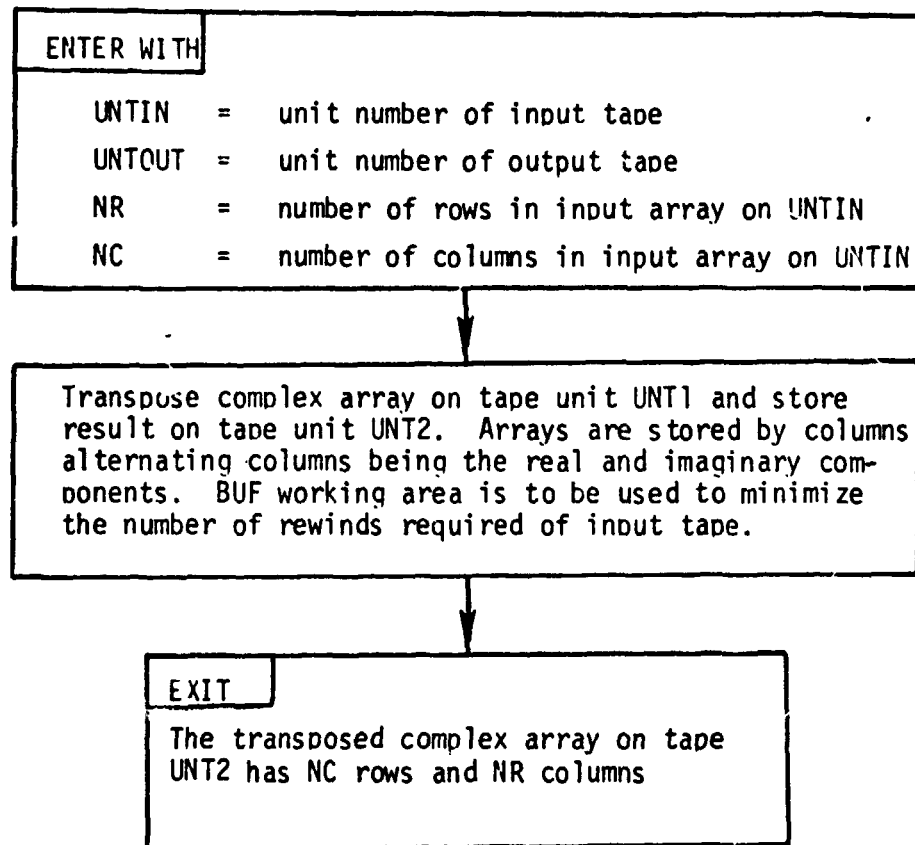 ENTER WITH
UNTIN = unit number of input tape
UNTOUT = unit number of output tape
NR = number of rows in input array on UNTIN
NC = number of columns in input array on UNTIN
Transpose complex array on tape unit UNT1 and store
result on tape unit UNT2. Arrays are stored by columns
alternating columns being the real and imaginary com-
ponents. BUF working area is to be used to minimize
the number of rewinds required of input tape.
EXIT
The transposed complex array on tape
UNT2 has NC rows and NR columns